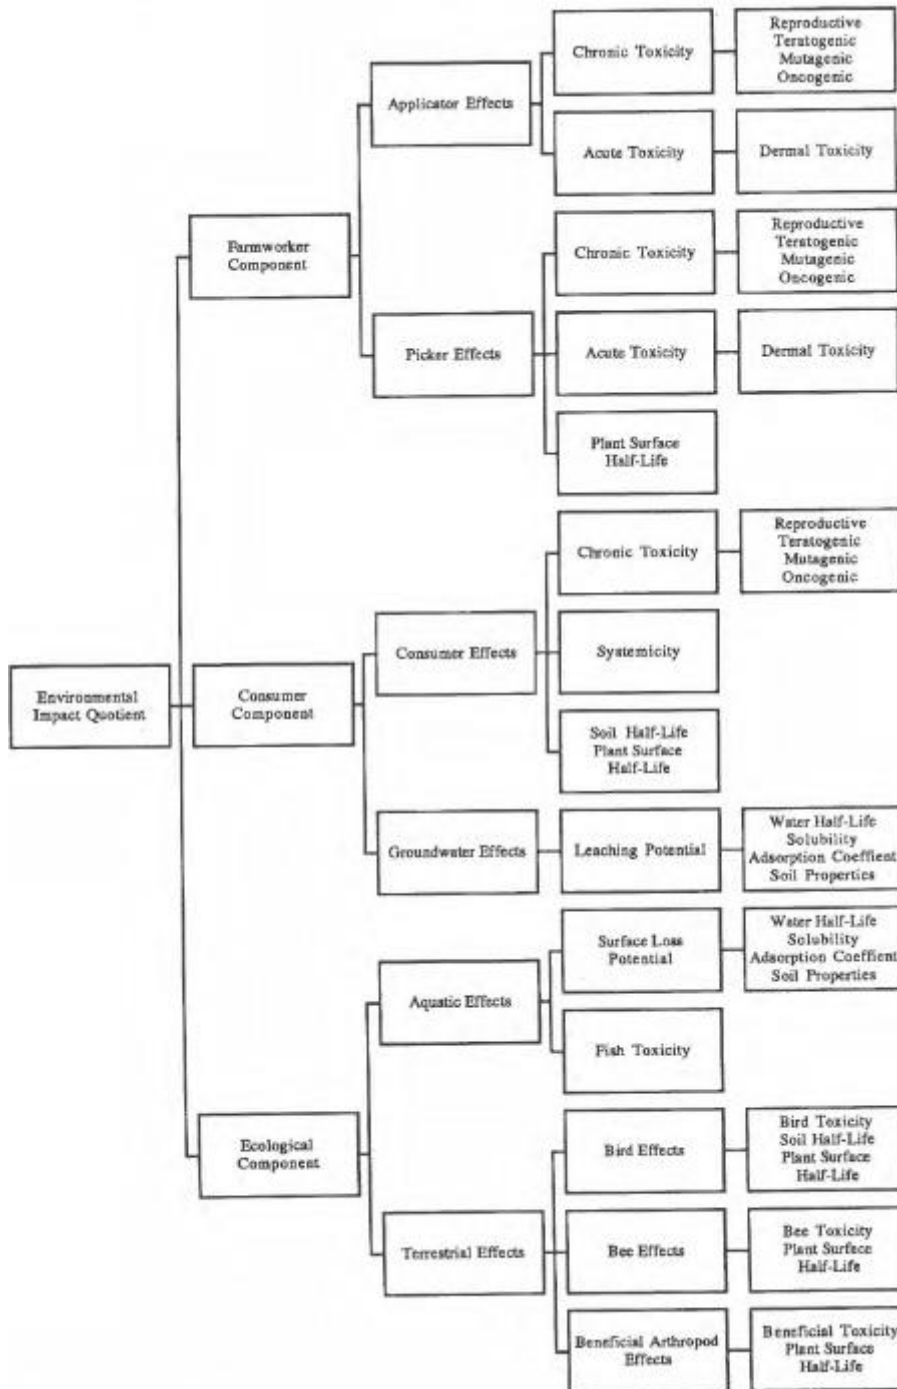 Reproductive
Teratogenic
Mutagenic
Oncogenic
Chronic Toxicity
Applicator Effects
Acute Toxicity
Dermal Toxicity
Farmworker
Component
Reproductive
Teratogenic
Mutagenic
Oncogenic
Chronic Toxicity
Picker Effects
Acute Toxicity
Dermal Toxicity
Plant Surface
Half-Life
Reproductive
Teratogenic
Mutagenic
Oncogenic
Chronic Toxicity
Consumer Effects
Systemicity
Environmental
Impact Quotient
Consumer
Component
Soil Half-Life
Plant Surface
Half-Life
Groundwater Effects
Leaching Potential
Water Half-Life
Solubility
Adsorption Coeffient
Soil Properties
Surface Loss
Potential
Water Half-Life
Solubility
Adsorption Coeffient
Soil Properties
Aquatic Effects
Fish Toxicity
Ecological
Component
Bird Effects
Bird Toxicity
Soil Half-Life
Plant Surface
Half-Life
Terrestrial Effects
Bee Effects
Bee Toxicity
Plant Surface
Half-Life
Beneficial Arthropod
Effects
Beneficial Toxicity
Plant Surface
Half-Life